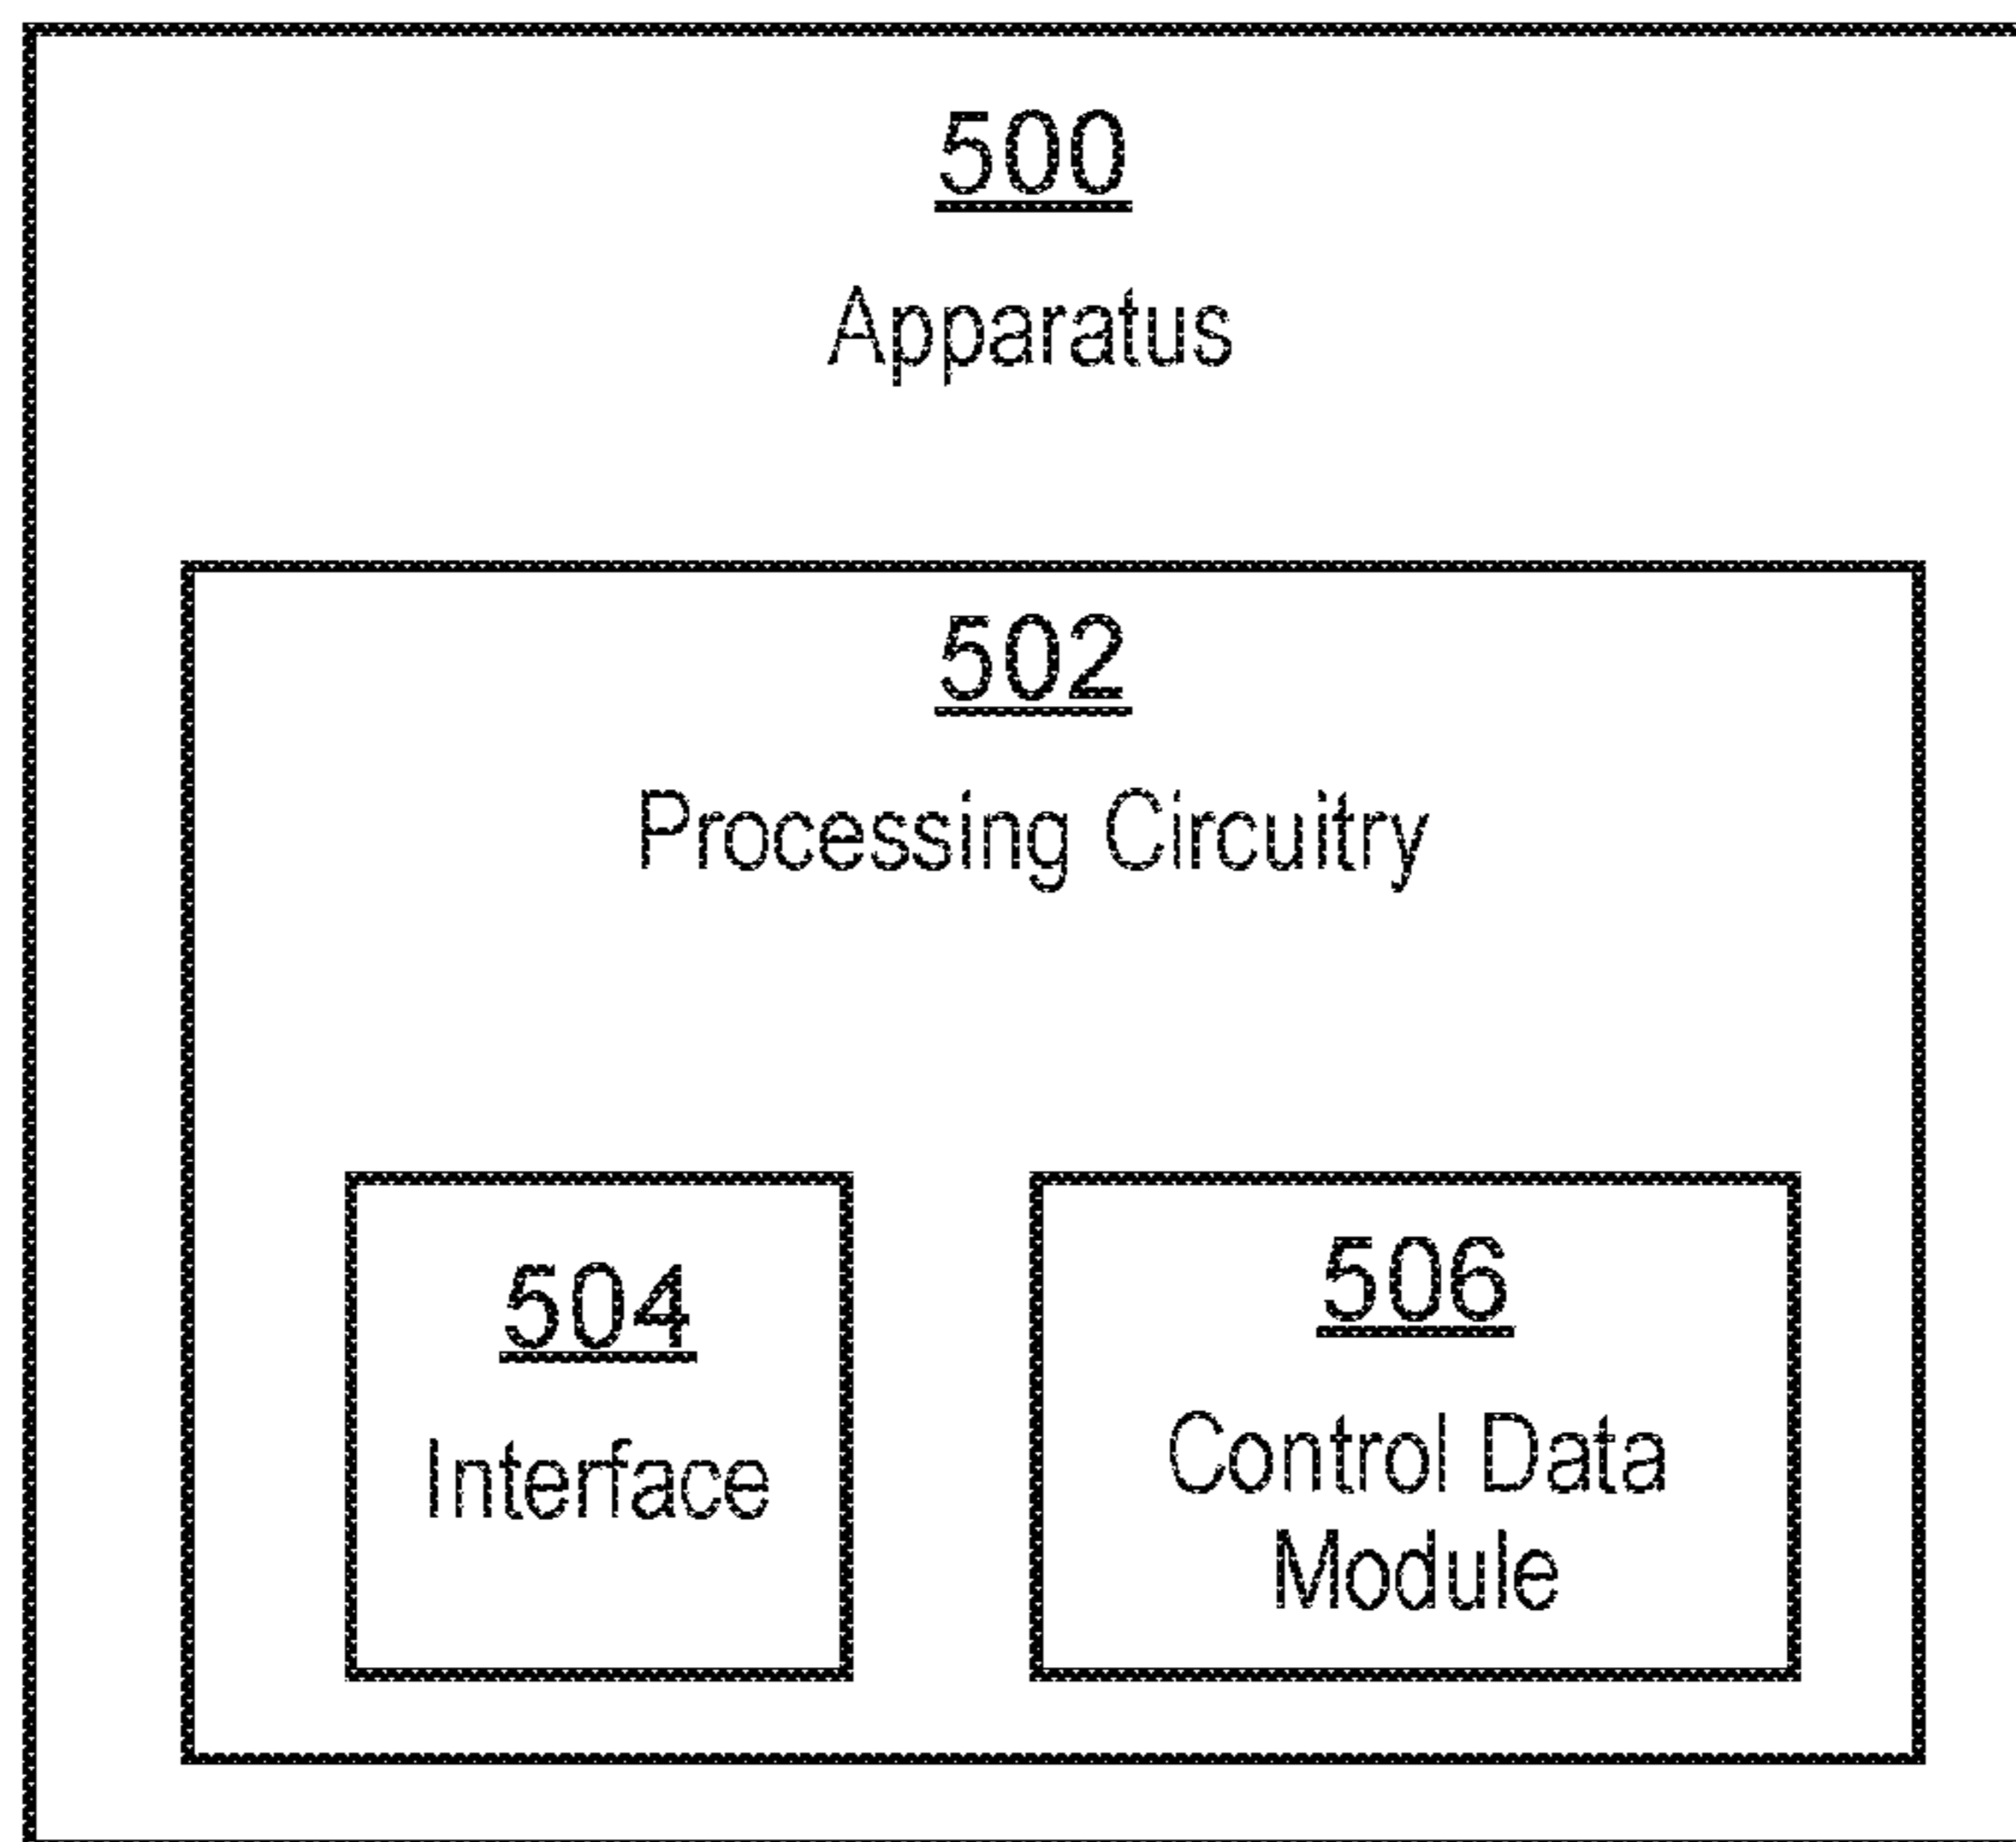 500
Apparatus
502
Processing Circuitry
504
Interface
506
Control Data
Module